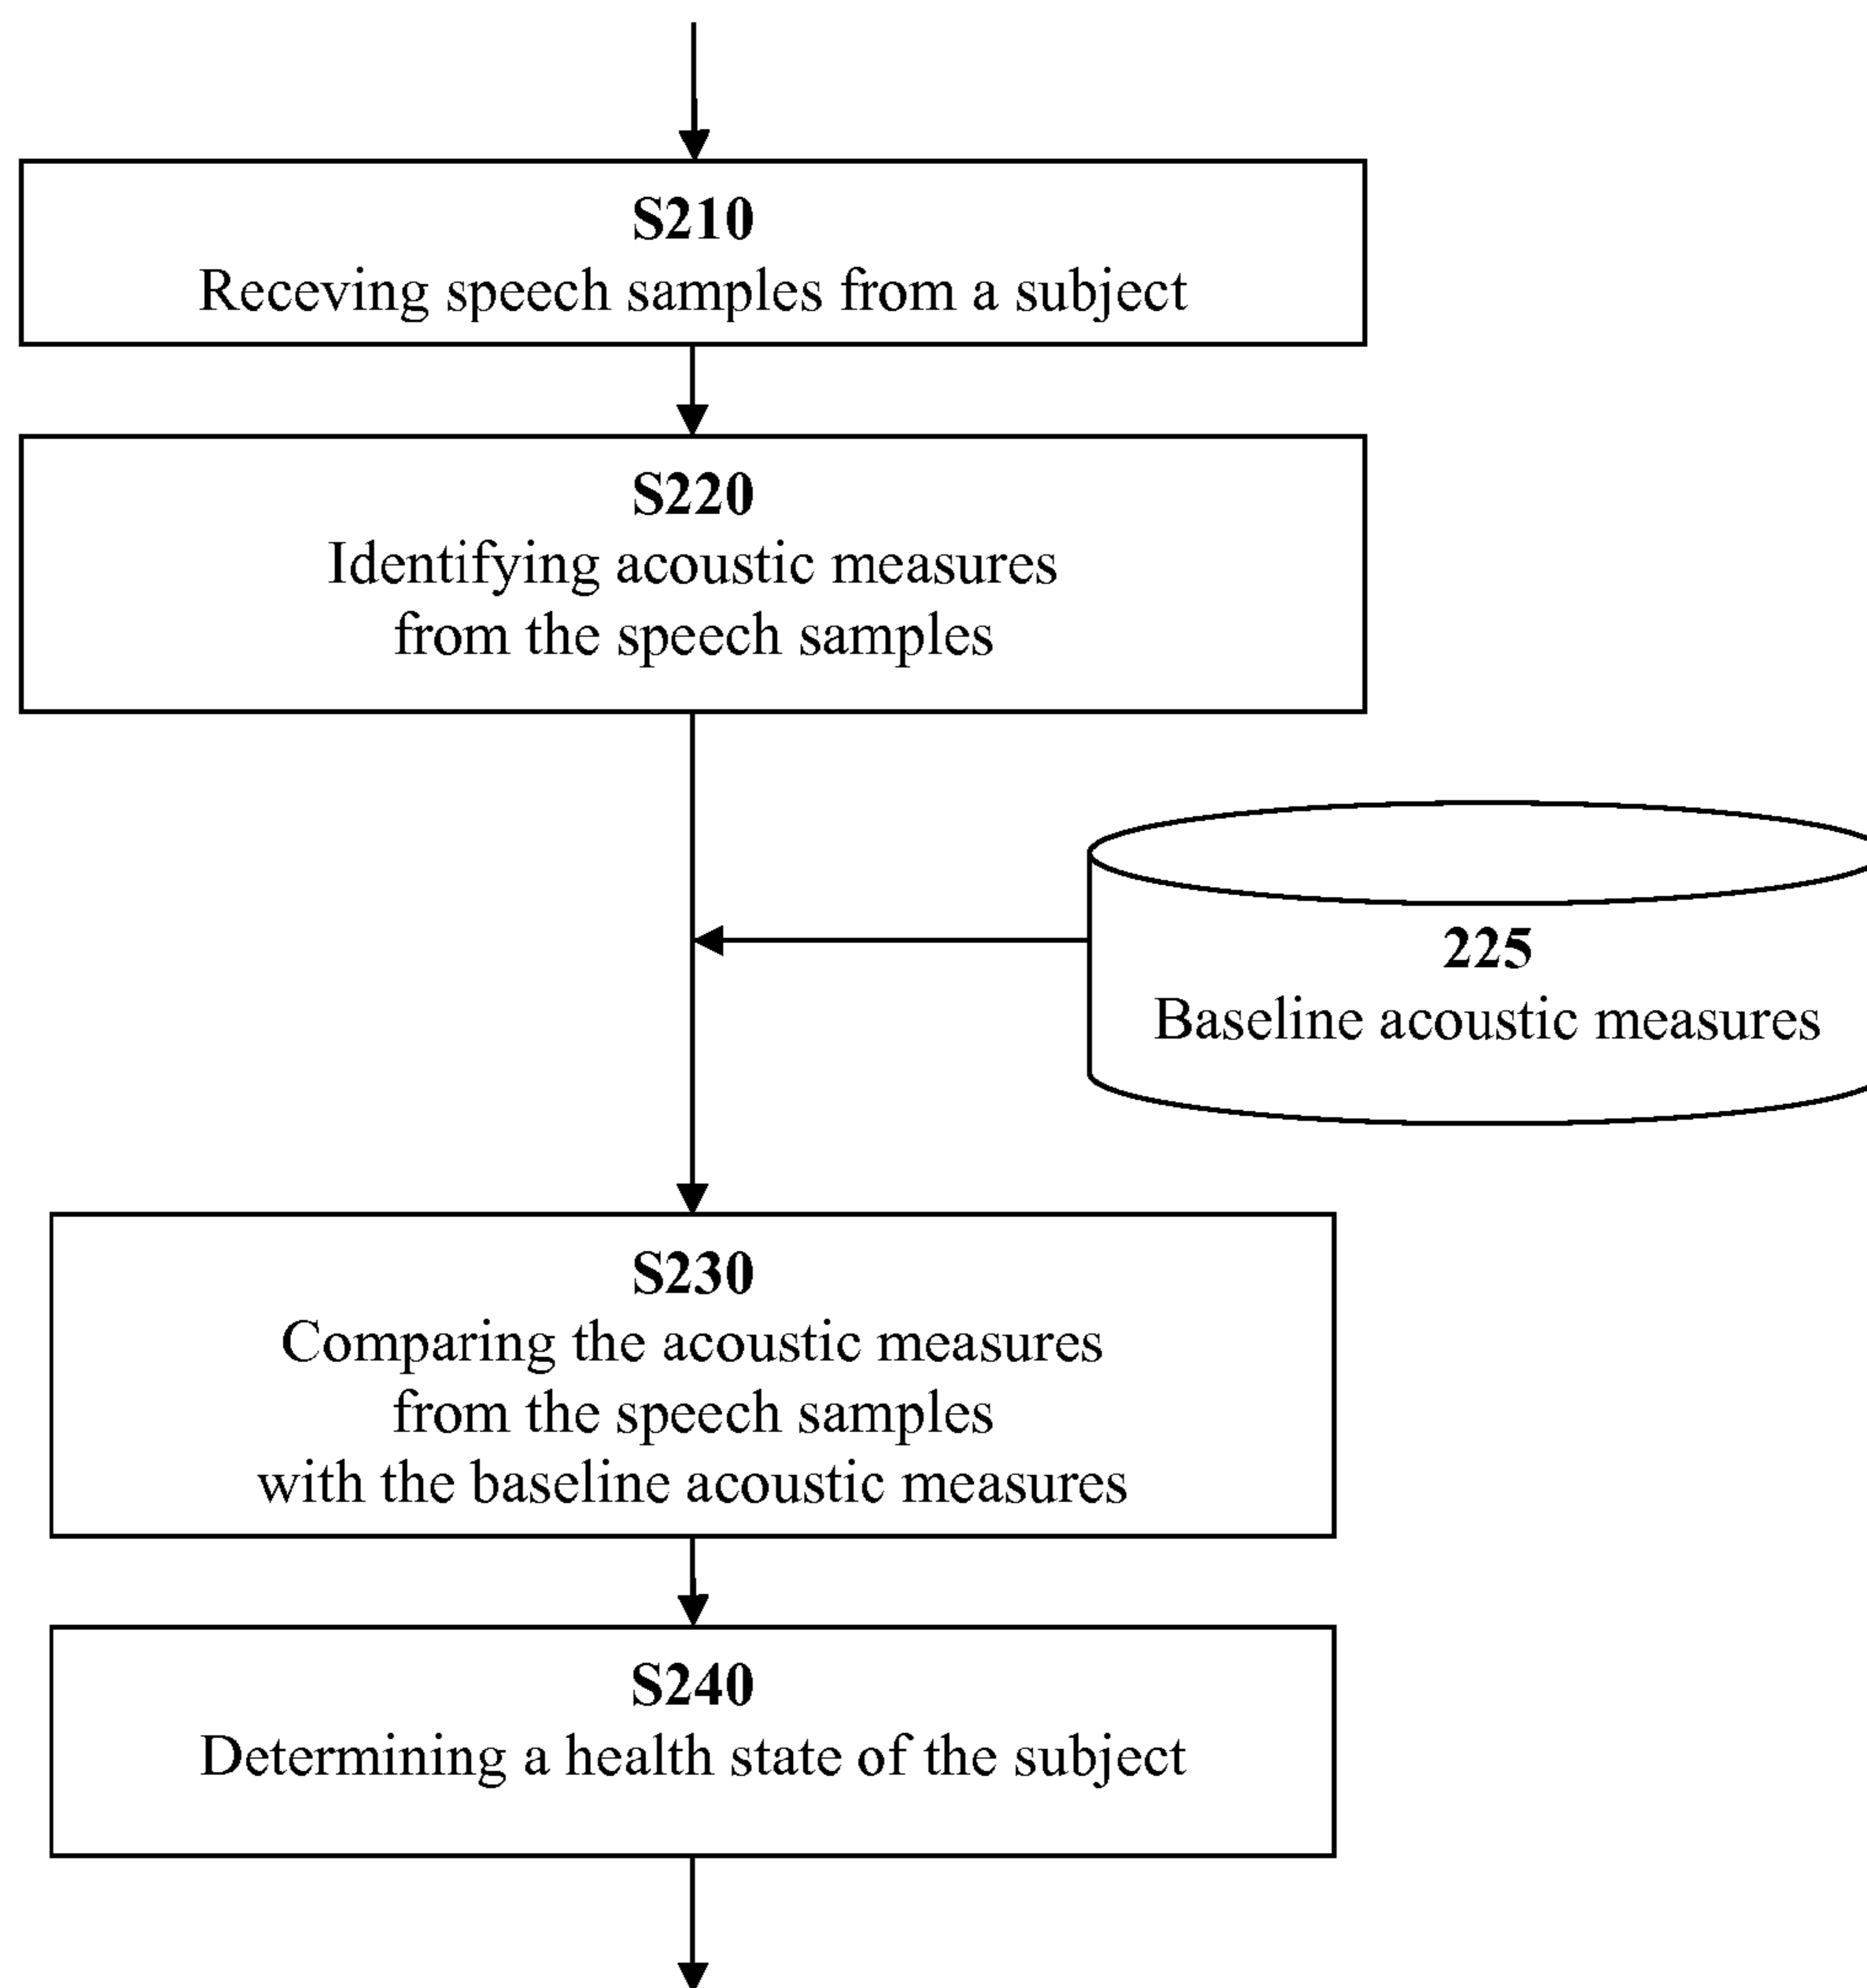 S210
Receving speech samples from a subject
S220
Identifying acoustic measures
from the speech samples
225
Baseline acoustic measures
S230
Comparing the acoustic measures
from the speech samples
with the baseline acoustic measures
S240
Determining a health state of the subject